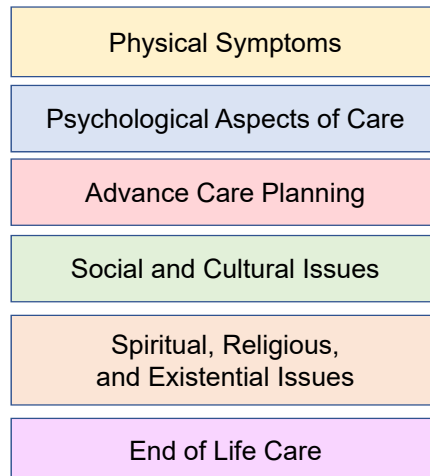 Physical Symptoms
Psychological Aspects of Care
Advance Care Planning
Social and Cultural Issues
Spiritual, Religious,
and Existential Issues
End of Life Care